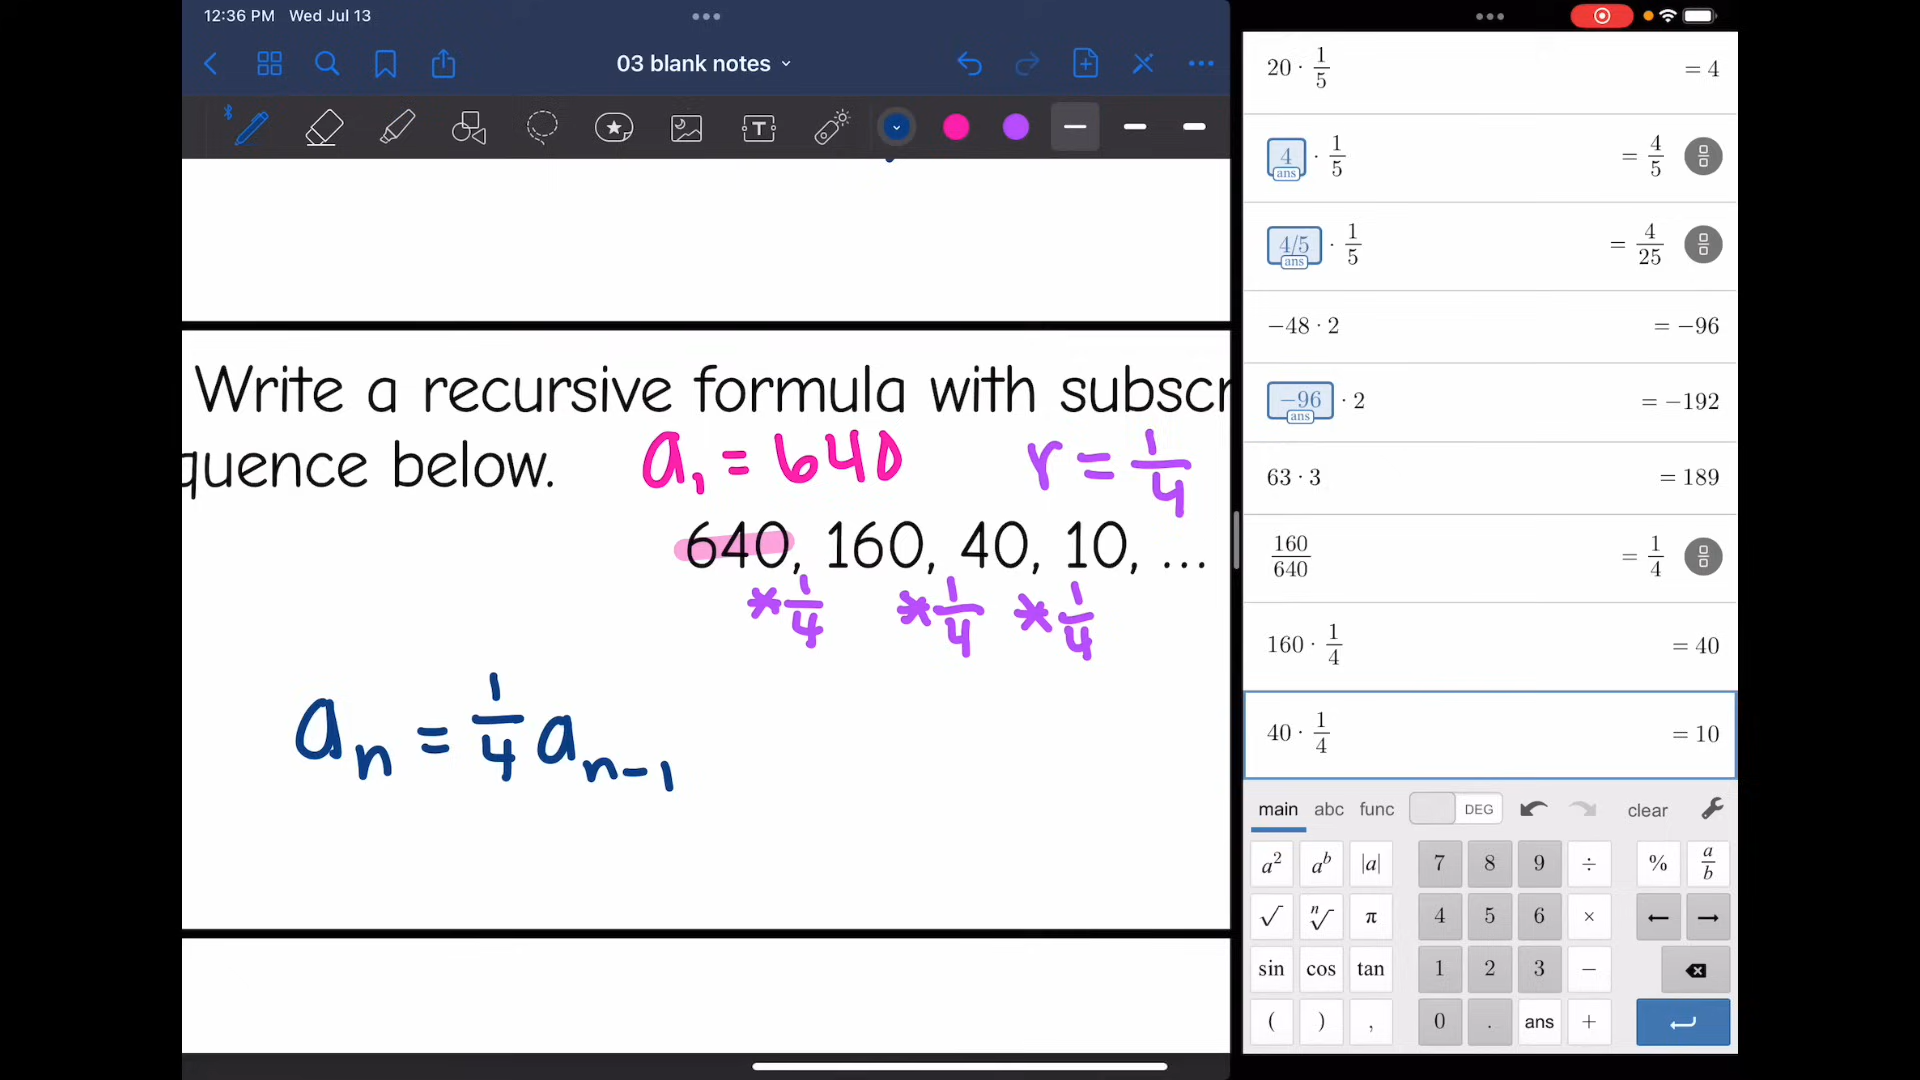 12:36 PM Wed Jul 13
03 blank notes
T
Write a recursive formula with subscr
quence below.
a₁ = 640
r = 1/4
640, 160, 40, 10, ...
*1/4 *1/4 *1/4
aₙ = 1/4 aₙ₋₁
20 · 1/5 = 4
4 ans · 1/5 = 4/5
4/5 ans · 1/5 = 4/25
−48 · 2 = −96
−96 ans · 2 = −192
63 · 3 = 189
160/640 = 1/4
160 · 1/4 = 40
40 · 1/4 = 10
main abc func DEG clear
a² aᵇ |a| 7 8 9 ÷ % a/b
√ ⁿ√ π 4 5 6 × ← →
sin cos tan 1 2 3 −
( ) , 0 . ans +